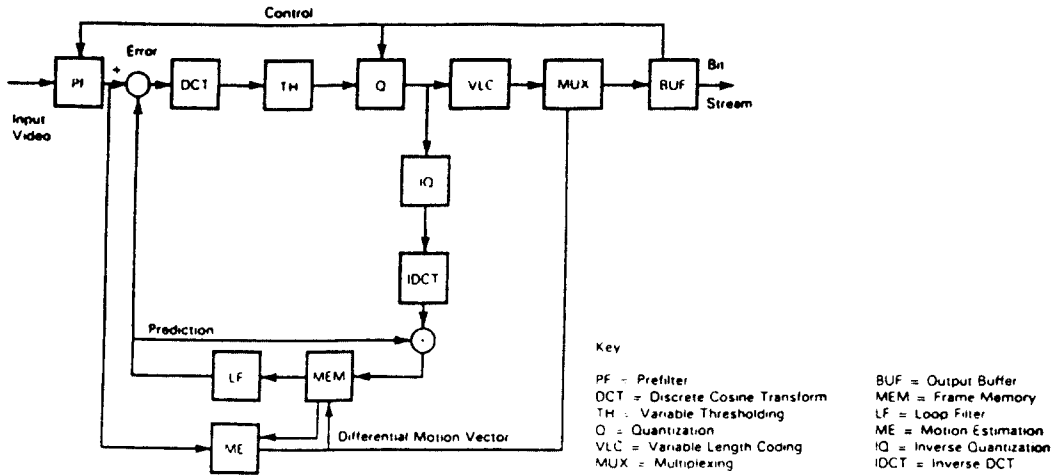 Control
Error
+
PF
DCT
TH
Q
VLC
MUX
BUF
Bit
Stream
Input
Video
IQ
IDCT
Prediction
LF
MEM
ME
Differential Motion Vector
Key
PF = Prefilter
DCT = Discrete Cosine Transform
TH = Variable Thresholding
Q = Quantization
VLC = Variable Length Coding
MUX = Multiplexing
BUF = Output Buffer
MEM = Frame Memory
LF = Loop Filter
ME = Motion Estimation
IQ = Inverse Quantization
IDCT = Inverse DCT